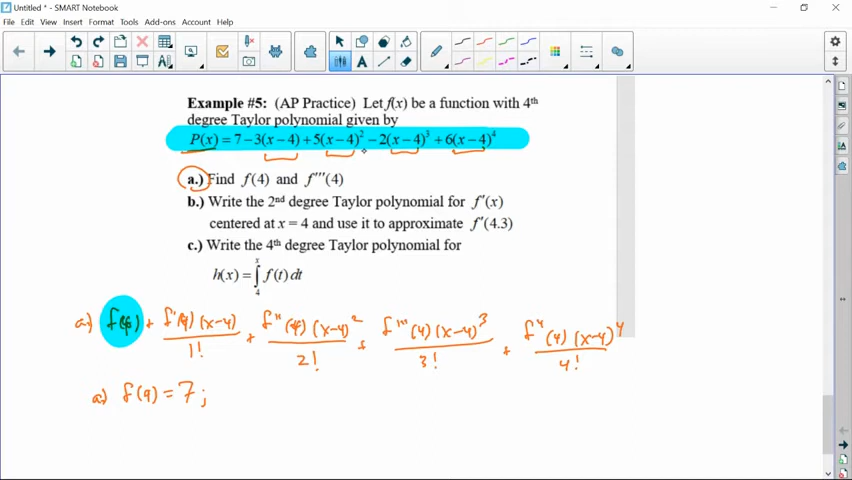 Untitled * - SMART Notebook
File Edit View Insert Format Tools Add-ons Account Help
Example #5: (AP Practice) Let f(x) be a function with 4th
degree Taylor polynomial given by
P(x) = 7 − 3(x − 4) + 5(x − 4)² − 2(x − 4)³ + 6(x − 4)⁴
a.) Find f(4) and f'''(4)
b.) Write the 2nd degree Taylor polynomial for f'(x)
centered at x = 4 and use it to approximate f'(4.3)
c.) Write the 4th degree Taylor polynomial for
h(x) = ∫₄ˣ f(t) dt
a) f(4) + f'(4)(x-4)/1! + f''(4)(x-4)²/2! + f'''(4)(x-4)³/3! + f⁴(4)(x-4)⁴/4!
a) f(4) = 7;